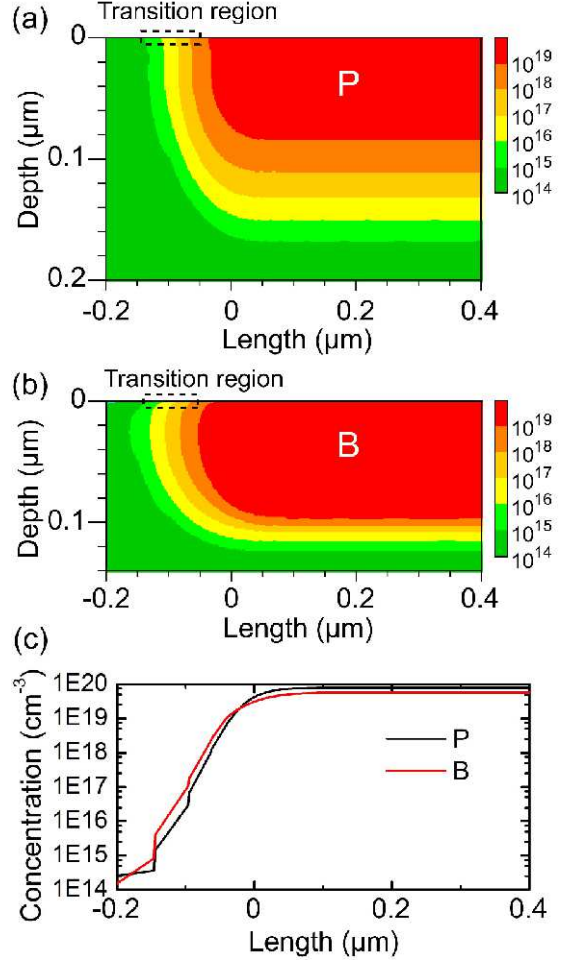 (a)
Transition region
0
0.1
0.2
Depth (μm)
P
10^19
10^18
10^17
10^16
10^15
10^14
-0.2 0 0.2 0.4
Length (μm)
(b)
Transition region
0
0.1
Depth (μm)
B
10^19
10^18
10^17
10^16
10^15
10^14
-0.2 0 0.2 0.4
Length (μm)
(c)
Concentration (cm^-3)
1E20
1E19
1E18
1E17
1E16
1E15
1E14
P
B
-0.2 0 0.2 0.4
Length (μm)